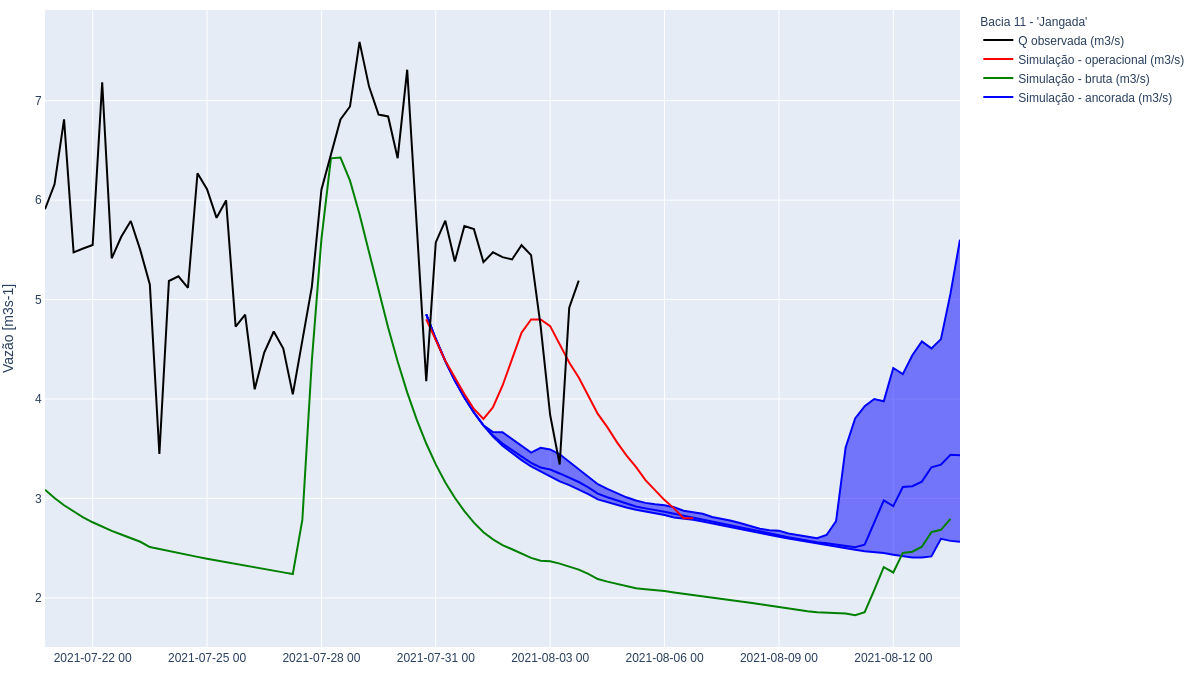 Bacia 11 - 'Jangada'
Q observada (m3/s)
Simulação - operacional (m3/s)
Simulação - bruta (m3/s)
Simulação - ancorada (m3/s)
Vazão [m3s-1]
7
6
5
4
3
2
2021-07-22 00
2021-07-25 00
2021-07-28 00
2021-07-31 00
2021-08-03 00
2021-08-06 00
2021-08-09 00
2021-08-12 00